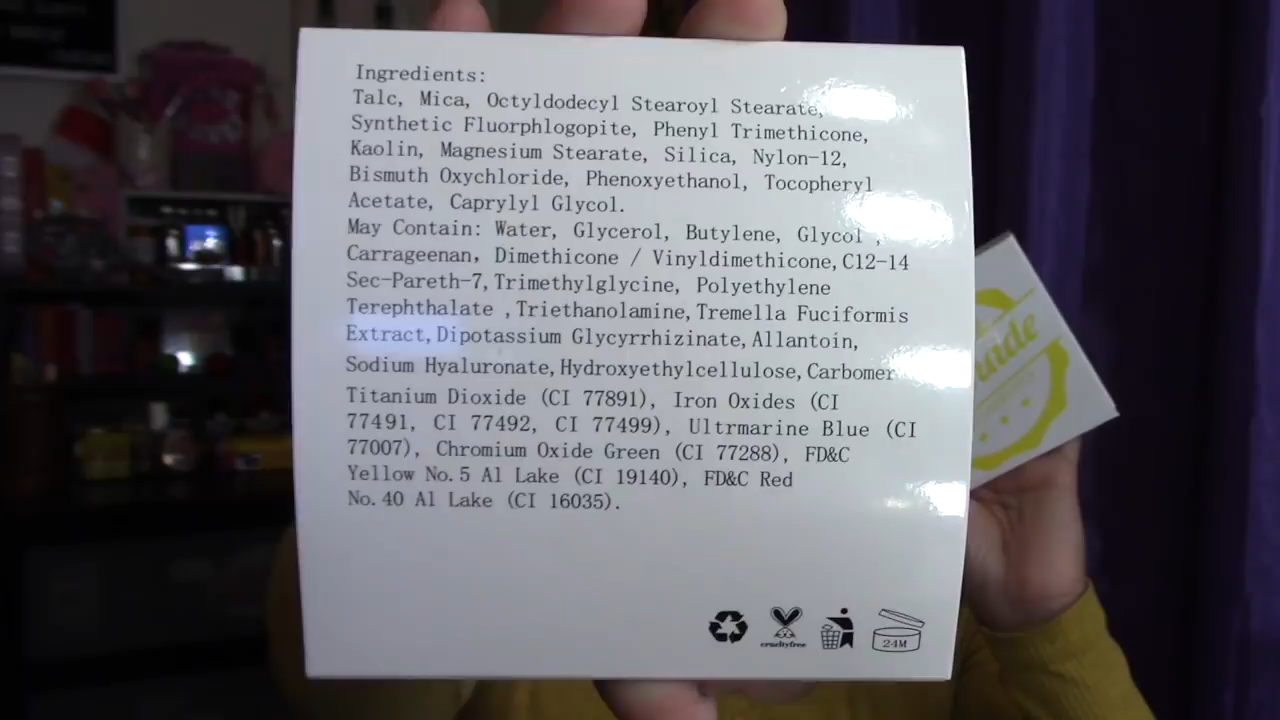 Ingredients:
Talc, Mica, Octyldodecyl Stearoyl Stearate,
Synthetic Fluorphlogopite, Phenyl Trimethicone,
Kaolin, Magnesium Stearate, Silica, Nylon-12,
Bismuth Oxychloride, Phenoxyethanol, Tocopheryl
Acetate, Caprylyl Glycol.
May Contain: Water, Glycerol, Butylene, Glycol ,
Carrageenan, Dimethicone / Vinyldimethicone, C12-14
Sec-Pareth-7, Trimethylglycine, Polyethylene
Terephthalate , Triethanolamine, Tremella Fuciformis
Extract, Dipotassium Glycyrrhizinate, Allantoin,
Sodium Hyaluronate, Hydroxyethylcellulose, Carbomer
Titanium Dioxide (CI 77891), Iron Oxides (CI
77491, CI 77492, CI 77499), Ultrmarine Blue (CI
77007), Chromium Oxide Green (CI 77288), FD&C
Yellow No. 5 Al Lake (CI 19140), FD&C Red
No. 40 Al Lake (CI 16035).
crueltyfree
24M